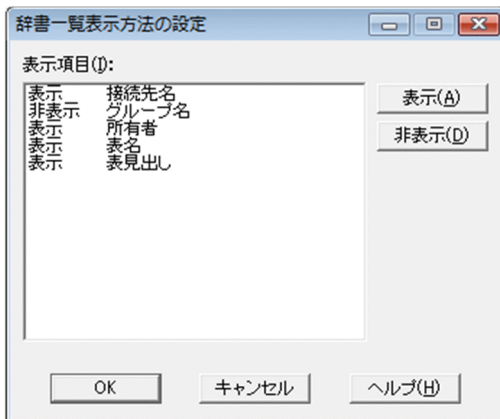 辞書一覧表示方法の設定
表示項目(I):
表示 接続先名
非表示 グループ名
表示 所有者
表示 表名
表示 表見出し
表示(A)
非表示(D)
OK キャンセル ヘルプ(H)